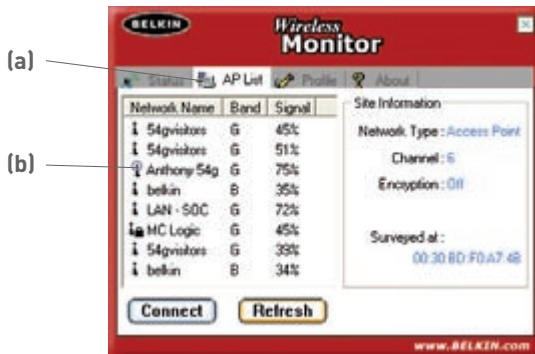 BELKIN
Wireless
Monitor
(a)
Status AP List Profile ? About
Network Name Band Signal
54gvisitors G 45%
54gvisitors G 51%
(b)
Anthony 54g G 75%
belkin B 35%
LAN - SOC G 72%
MC Logic G 45%
54gvisitors G 39%
belkin B 34%
Site Information
Network Type : Access Point
Channel : 6
Encryption : Off
Surveyed at :
00:30:BD:F0:A7:4B
Connect Refresh
www.BELKIN.com